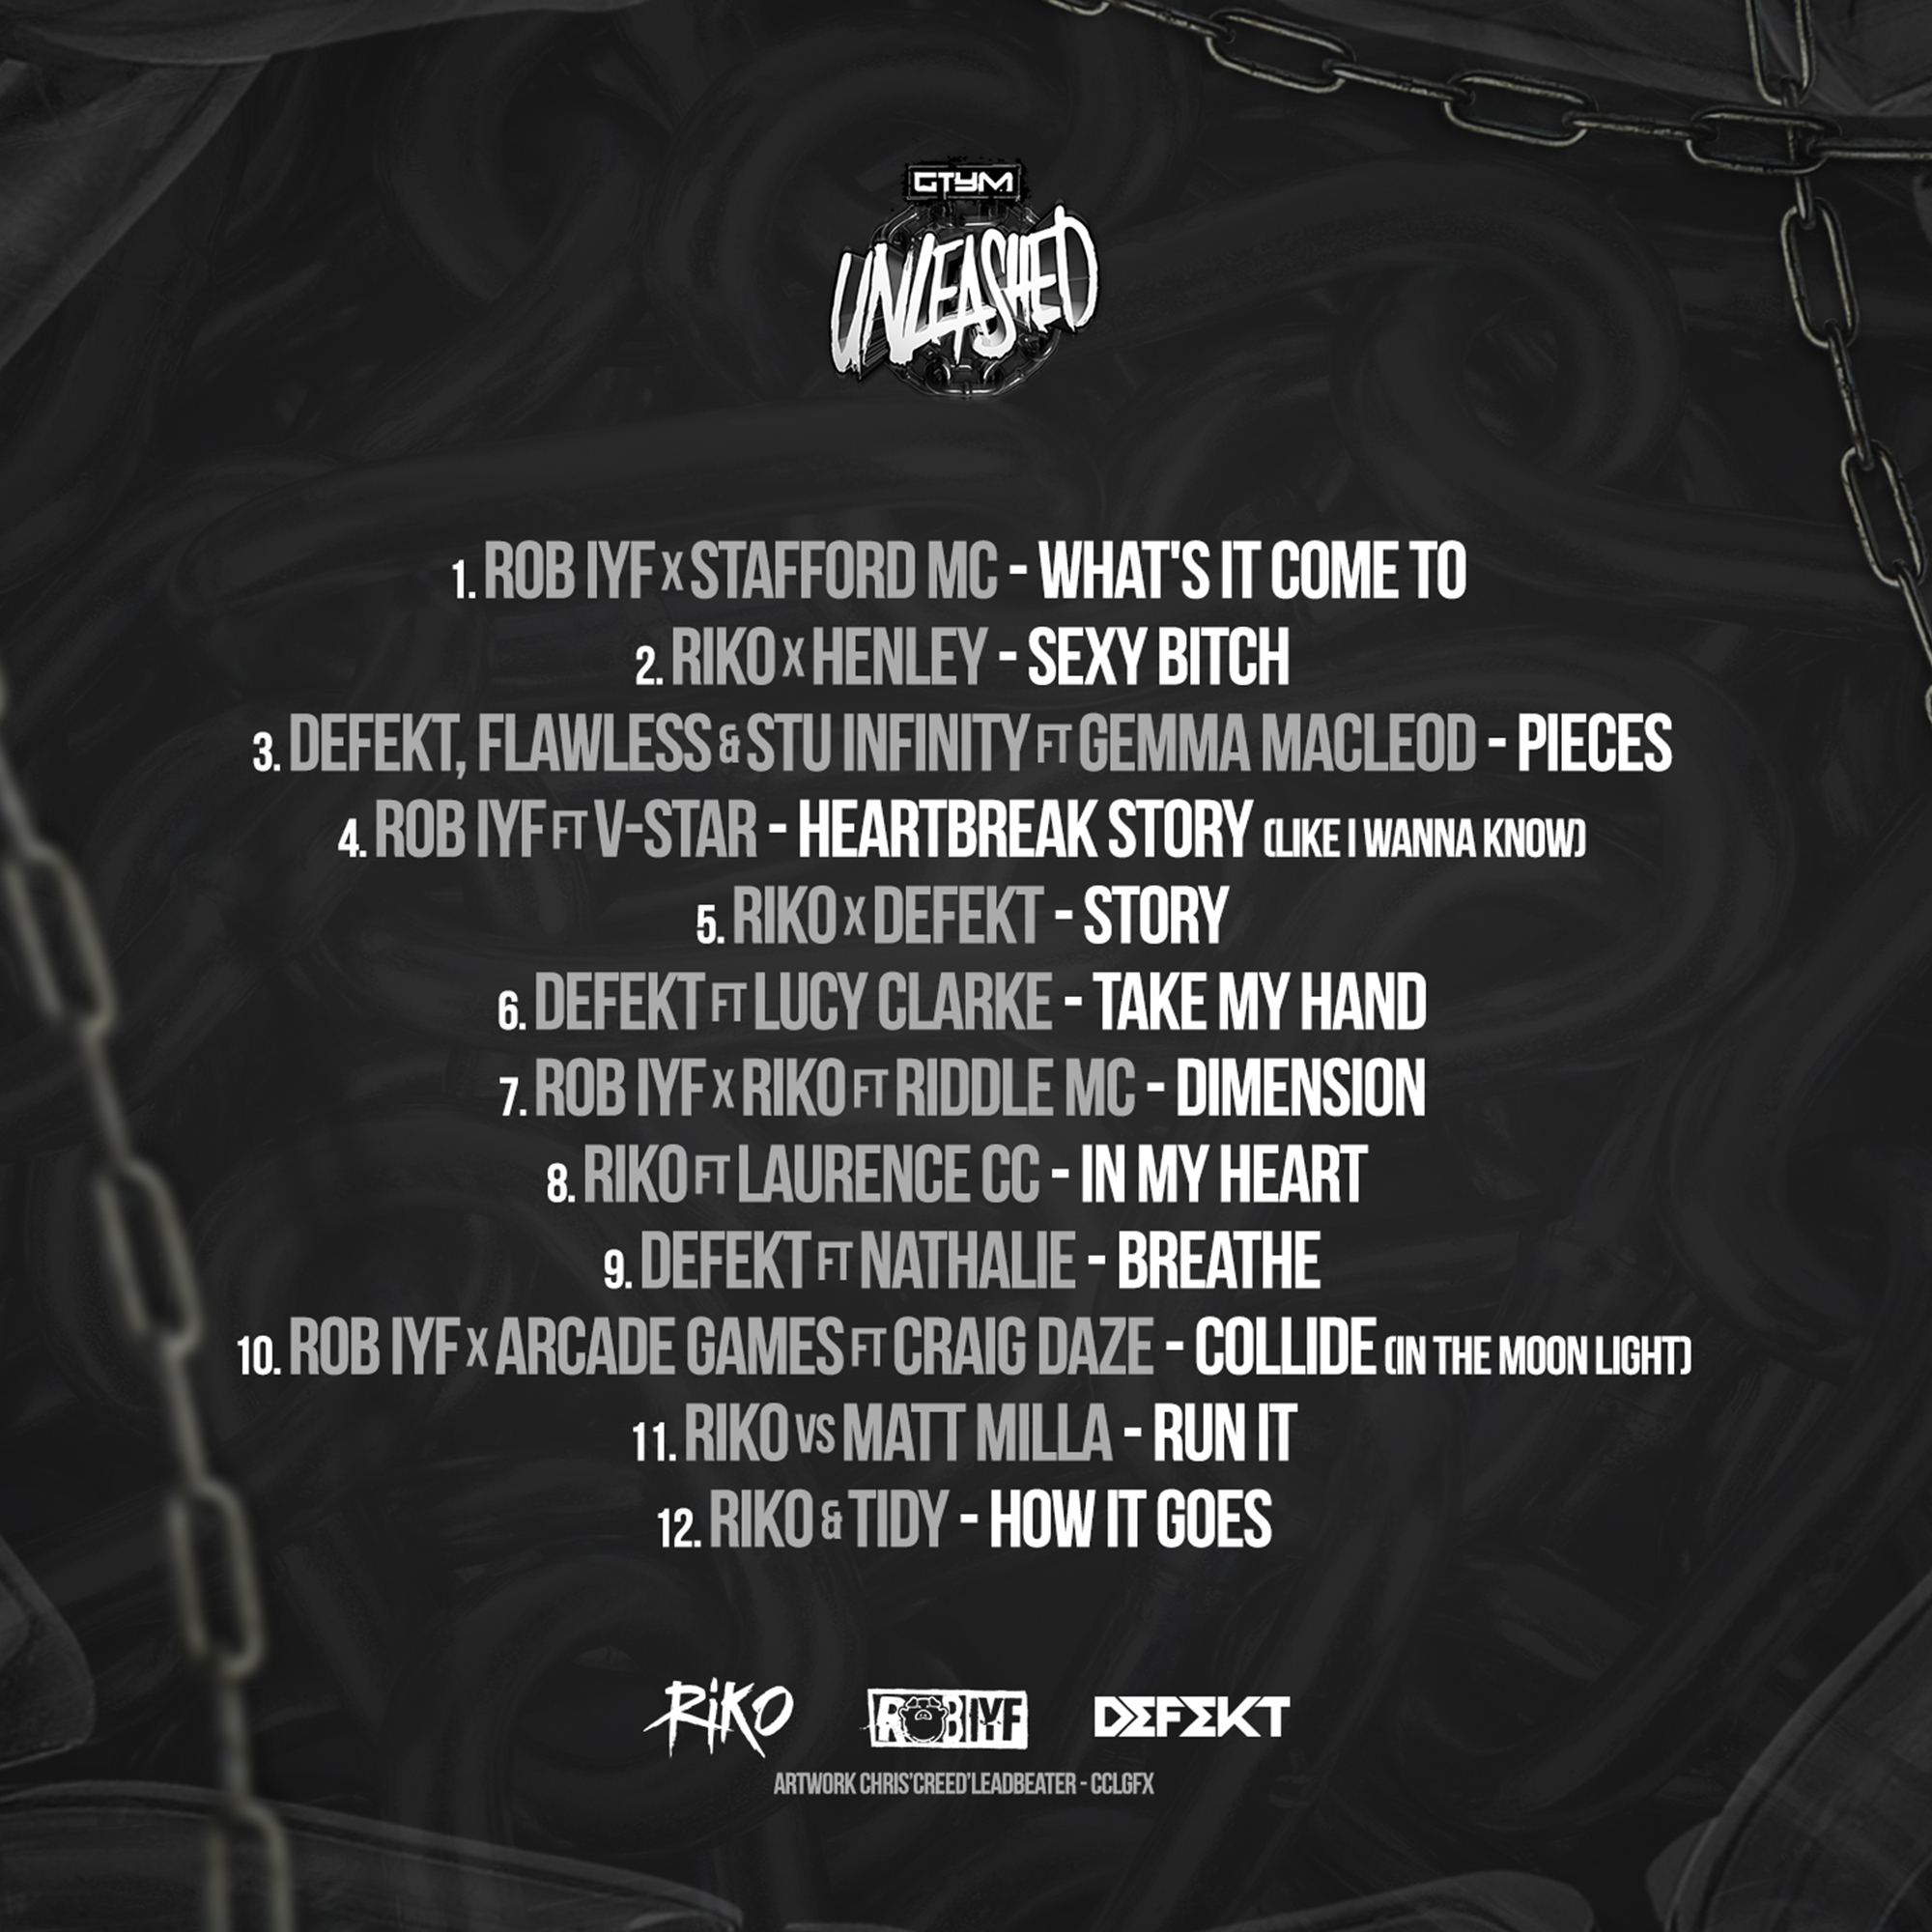 GTYM
UNLEASHED
1. ROB IYF X STAFFORD MC - WHAT'S IT COME TO
2. RIKO X HENLEY - SEXY BITCH
3. DEFEKT, FLAWLESS & STU INFINITY FT GEMMA MACLEOD - PIECES
4. ROB IYF FT V-STAR - HEARTBREAK STORY (LIKE I WANNA KNOW)
5. RIKO X DEFEKT - STORY
6. DEFEKT FT LUCY CLARKE - TAKE MY HAND
7. ROB IYF X RIKO FT RIDDLE MC - DIMENSION
8. RIKO FT LAURENCE CC - IN MY HEART
9. DEFEKT FT NATHALIE - BREATHE
10. ROB IYF X ARCADE GAMES FT CRAIG DAZE - COLLIDE (IN THE MOON LIGHT)
11. RIKO VS MATT MILLA - RUN IT
12. RIKO & TIDY - HOW IT GOES
RiKO ROB IYF DEFEKT
ARTWORK CHRIS'CREED'LEADBEATER - CCLGFX